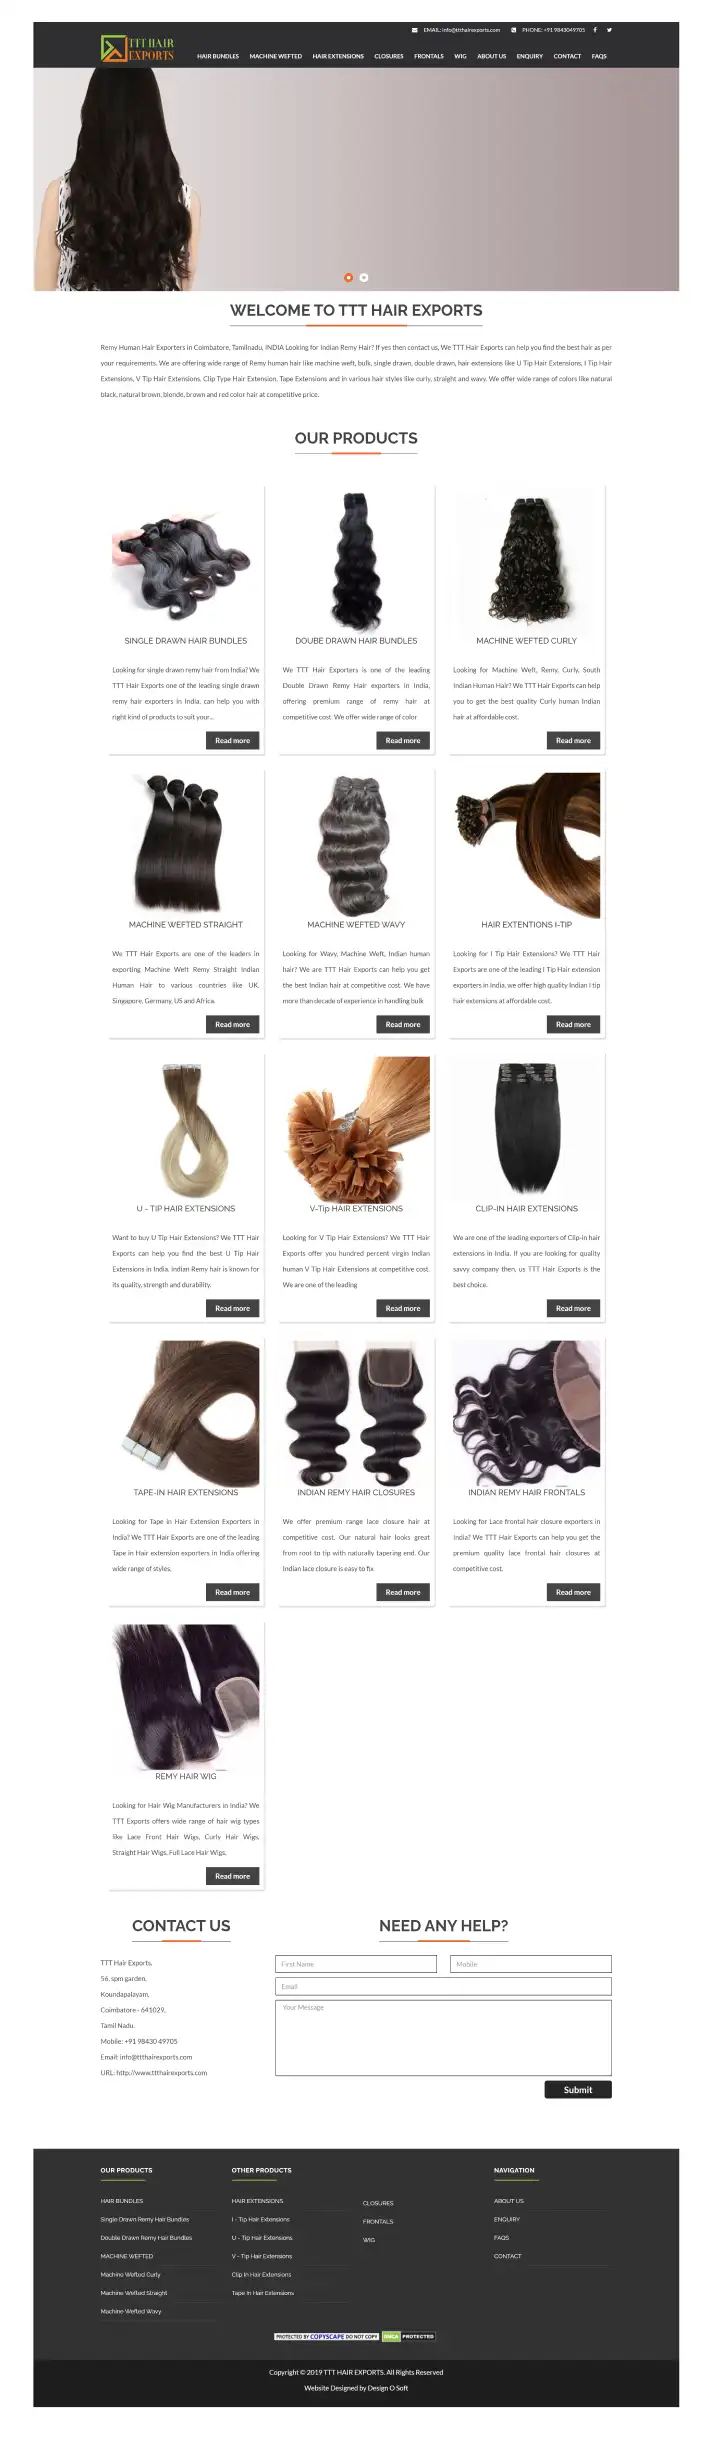 EMAIL: info@ttthairexports.com PHONE: +91 9843049705
TTT HAIR
EXPORTS
HAIR BUNDLES MACHINE WEFTED HAIR EXTENSIONS CLOSURES FRONTALS WIG ABOUT US ENQUIRY CONTACT FAQS
WELCOME TO TTT HAIR EXPORTS
Remy Human Hair Exporters in Coimbatore, Tamilnadu, INDIA Looking for Indian Remy Hair? If yes then contact us, We TTT Hair Exports can help you find the best hair as per
your requirements. We are offering wide range of Remy human hair like machine weft, bulk, single drawn, double drawn, hair extensions like U Tip Hair Extensions, I Tip Hair
Extensions, V Tip Hair Extensions, Clip Type Hair Extension, Tape Extensions and in various hair styles like curly, straight and wavy. We offer wide range of colors like natural
black, natural brown, blonde, brown and red color hair at competitive price.
OUR PRODUCTS
SINGLE DRAWN HAIR BUNDLES
Looking for single drawn remy hair from India? We
TTT Hair Exports one of the leading single drawn
remy hair exporters in India, can help you with
right kind of products to suit your...
Read more
DOUBE DRAWN HAIR BUNDLES
We TTT Hair Exporters is one of the leading
Double Drawn Remy Hair exporters in India,
offering premium range of remy hair at
competitive cost. We offer wide range of color
Read more
MACHINE WEFTED CURLY
Looking for Machine Weft, Remy, Curly, South
Indian Human Hair? We TTT Hair Exports can help
you to get the best quality Curly human Indian
hair at affordable cost.
Read more
MACHINE WEFTED STRAIGHT
We TTT Hair Exports are one of the leaders in
exporting Machine Weft Remy Straight Indian
Human Hair to various countries like UK,
Singapore, Germany, US and Africa.
Read more
MACHINE WEFTED WAVY
Looking for Wavy, Machine Weft, Indian human
hair? We are TTT Hair Exports can help you get
the best Indian hair at competitive cost. We have
more than decade of experience in handling bulk
Read more
HAIR EXTENTIONS I-TIP
Looking for I Tip Hair Extensions? We TTT Hair
Exports are one of the leading I Tip Hair extension
exporters in India, we offer high quality Indian I tip
hair extensions at affordable cost.
Read more
U - TIP HAIR EXTENSIONS
Want to buy U Tip Hair Extensions? We TTT Hair
Exports can help you find the best U Tip Hair
Extensions in India. Indian Remy hair is known for
its quality, strength and durability.
Read more
V-Tip HAIR EXTENSIONS
Looking for V Tip Hair Extensions? We TTT Hair
Exports offer you hundred percent virgin Indian
human V Tip Hair Extensions at competitive cost.
We are one of the leading
Read more
CLIP-IN HAIR EXTENSIONS
We are one of the leading exporters of Clip-in hair
extensions in India. If you are looking for quality
savvy company then, us TTT Hair Exports is the
best choice.
Read more
TAPE-IN HAIR EXTENSIONS
Looking for Tape in Hair Extension Exporters in
India? We TTT Hair Exports are one of the leading
Tape in Hair extension exporters in India offering
wide range of styles.
Read more
INDIAN REMY HAIR CLOSURES
We offer premium range lace closure hair at
competitive cost. Our natural hair looks great
from root to tip with naturally tapering end. Our
Indian lace closure is easy to fix
Read more
INDIAN REMY HAIR FRONTALS
Looking for Lace frontal hair closure exporters in
India? We TTT Hair Exports can help you get the
premium quality lace frontal hair closures at
competitive cost.
Read more
REMY HAIR WIG
Looking for Hair Wig Manufacturers in India? We
TTT Exports offers wide range of hair wig types
like Lace Front Hair Wigs, Curly Hair Wigs,
Straight Hair Wigs, Full Lace Hair Wigs,
Read more
CONTACT US
TTT Hair Exports,
56, spm garden,
Koundapalayam,
Coimbatore - 641029,
Tamil Nadu.
Mobile: +91 98430 49705
Email: info@ttthairexports.com
URL: http://www.ttthairexports.com
NEED ANY HELP?
First Name
Mobile
Email
Your Message
Submit
OUR PRODUCTS
HAIR BUNDLES
Single Drawn Remy Hair Bundles
Double Drawn Remy Hair Bundles
MACHINE WEFTED
Machine Wefted Curly
Machine Wefted Straight
Machine Wefted Wavy
OTHER PRODUCTS
HAIR EXTENSIONS
I - Tip Hair Extensions
U - Tip Hair Extensions
V - Tip Hair Extensions
Clip In Hair Extensions
Tape In Hair Extensions
CLOSURES
FRONTALS
WIG
NAVIGATION
ABOUT US
ENQUIRY
FAQS
CONTACT
PROTECTED BY COPYSCAPE DO NOT COPY
DMCA PROTECTED
Copyright © 2019 TTT HAIR EXPORTS. All Rights Reserved
Website Designed by Design O Soft